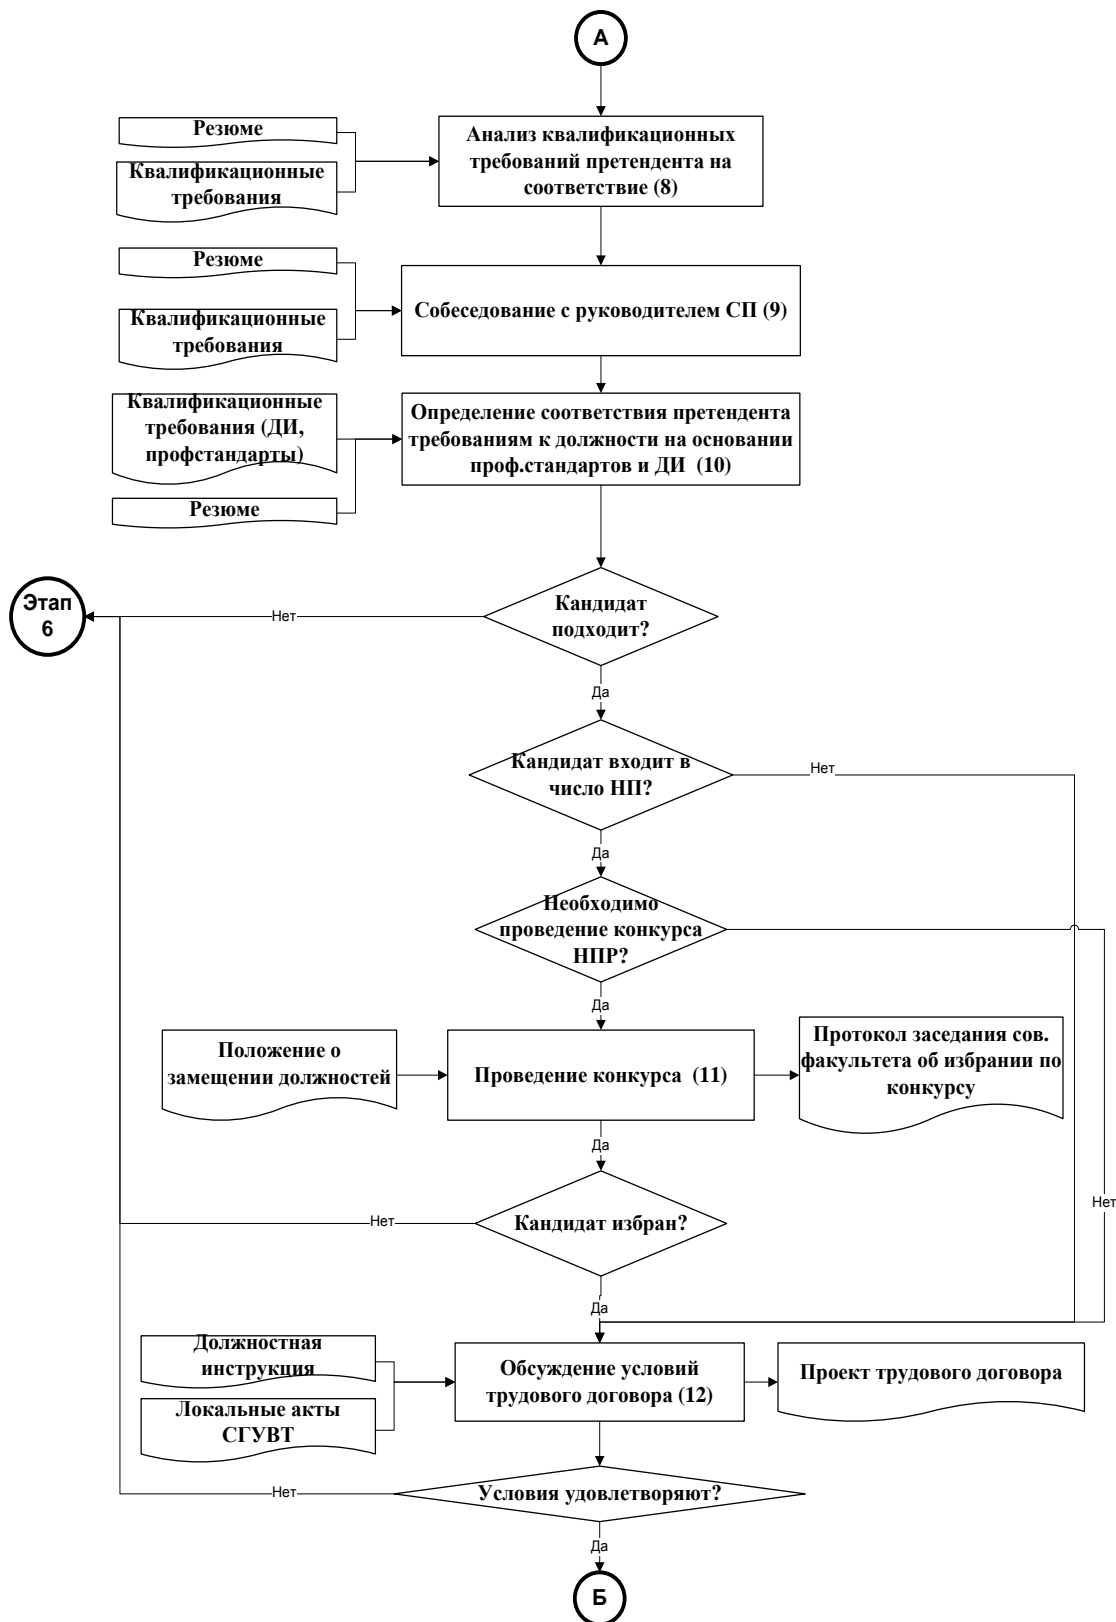 А
Резюме
Квалификационные
требования
Анализ квалификационных
требований претендента на
соответствие (8)
Резюме
Квалификационные
требования
Собеседование с руководителем СП (9)
Квалификационные
требования (ДИ,
профстандарты)
Резюме
Определение соответствия претендента
требованиям к должности на основании
проф.стандартов и ДИ (10)
Этап
6
Нет
Кандидат
подходит?
Да
Кандидат входит в
число НП?
Нет
Да
Необходимо
проведение конкурса
НПР?
Да
Положение о
замещении должностей
Проведение конкурса (11)
Протокол заседания сов.
факультета об избрании по
конкурсу
Да
Нет
Кандидат избран?
Нет
Да
Должностная
инструкция
Локальные акты
СГУВТ
Обсуждение условий
трудового договора (12)
Проект трудового договора
Нет
Условия удовлетворяют?
Да
Б